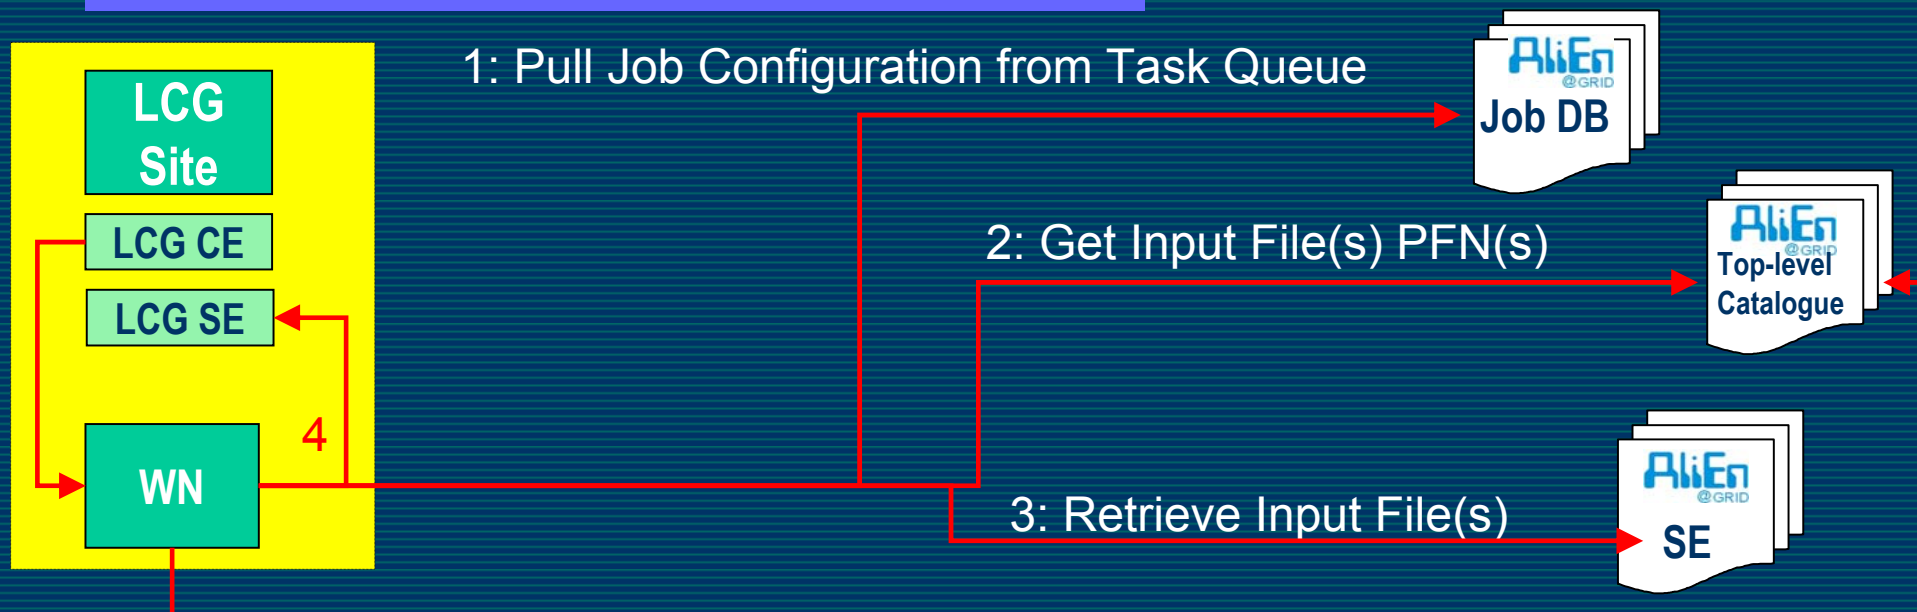 1: Pull Job Configuration from Task Queue
AliEn
@GRID
Job DB
LCG
Site
LCG CE
LCG SE
4
WN
2: Get Input File(s) PFN(s)
AliEn
@GRID
Top-level
Catalogue
3: Retrieve Input File(s)
AliEn
@GRID
SE